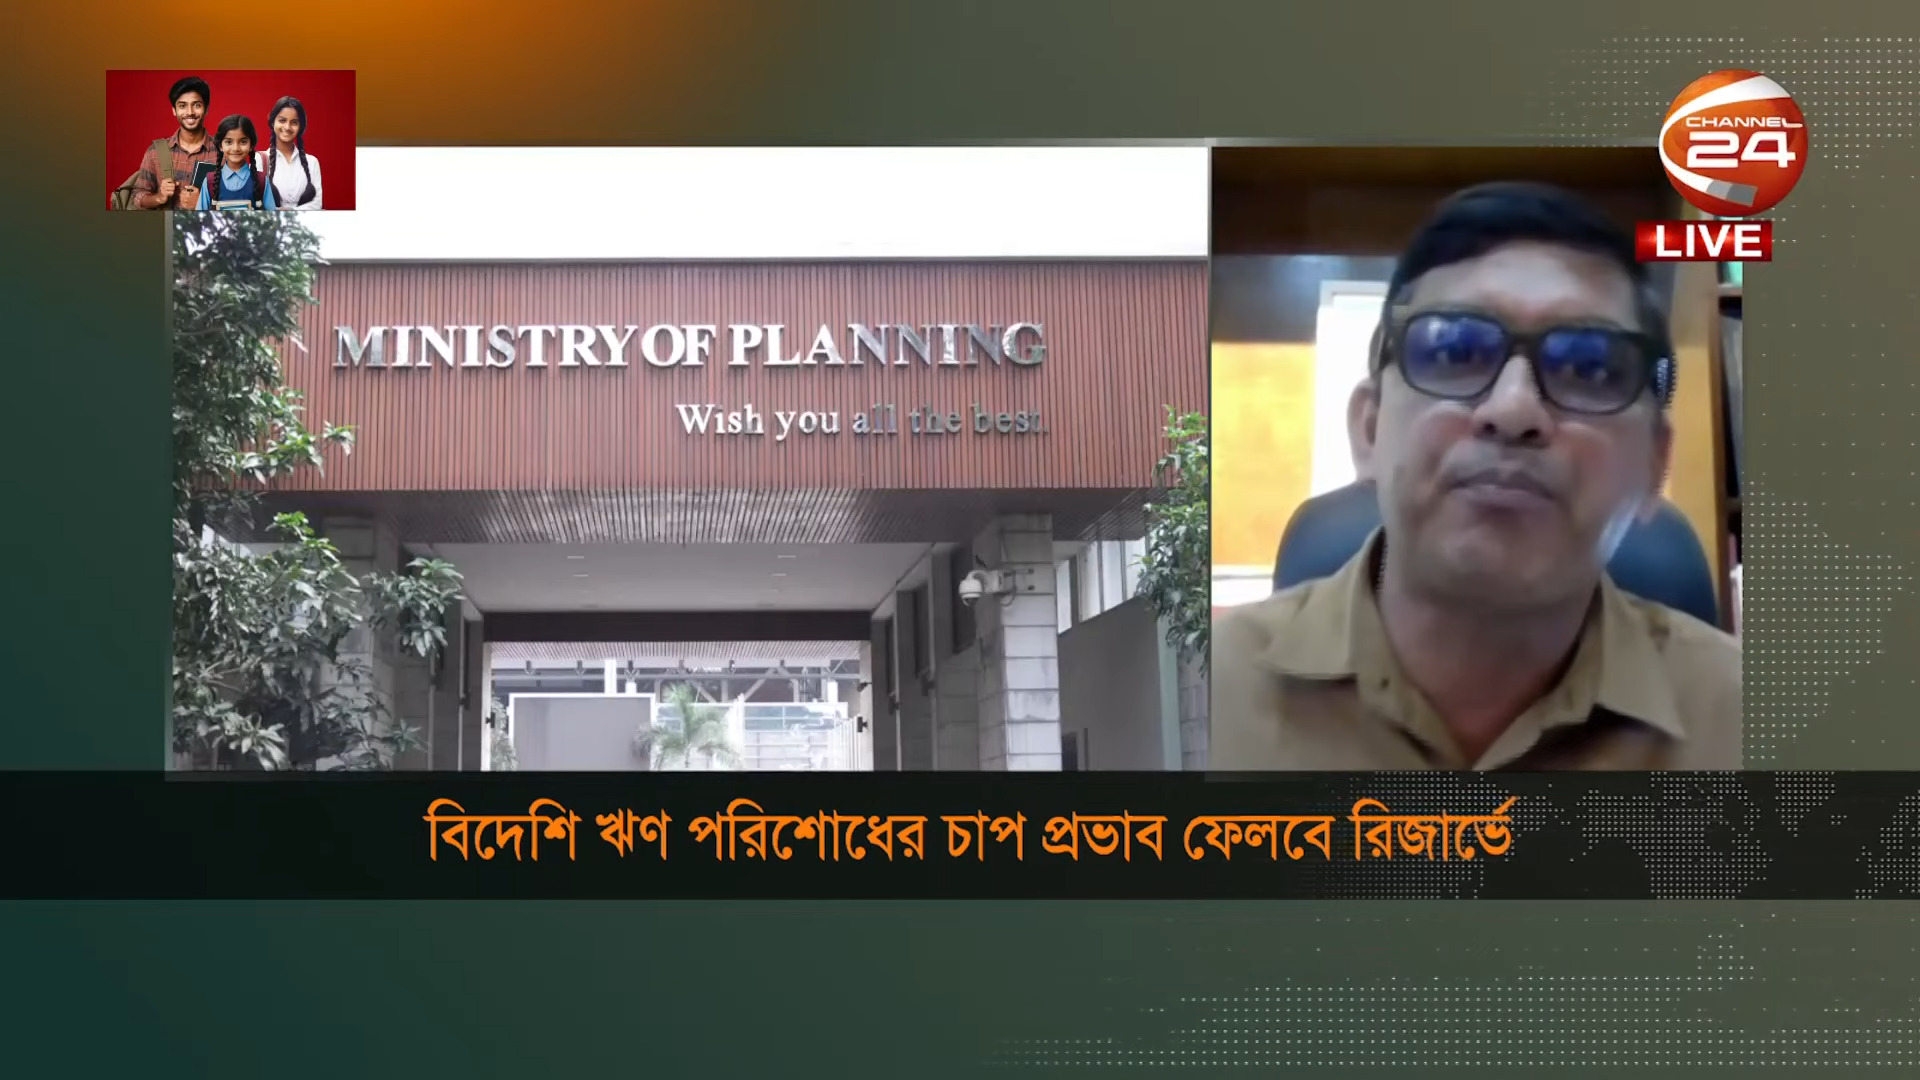 CHANNEL
24
LIVE
MINISTRY OF PLANNING
Wish you all the best.
বিদেশি ঋণ পরিশোধের চাপ প্রভাব ফেলবে রিজার্ভে